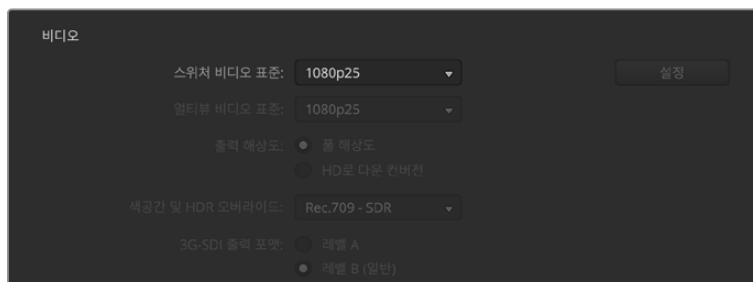 비디오
스위처 비디오 표준: 1080p25 설정
멀티뷰 비디오 표준: 1080p25
출력 해상도: 풀 해상도
HD로 다운 컨버전
색공간 및 HDR 오버라이드: Rec.709 - SDR
3G-SDI 출력 포맷: 레벨 A
레벨 B (일반)